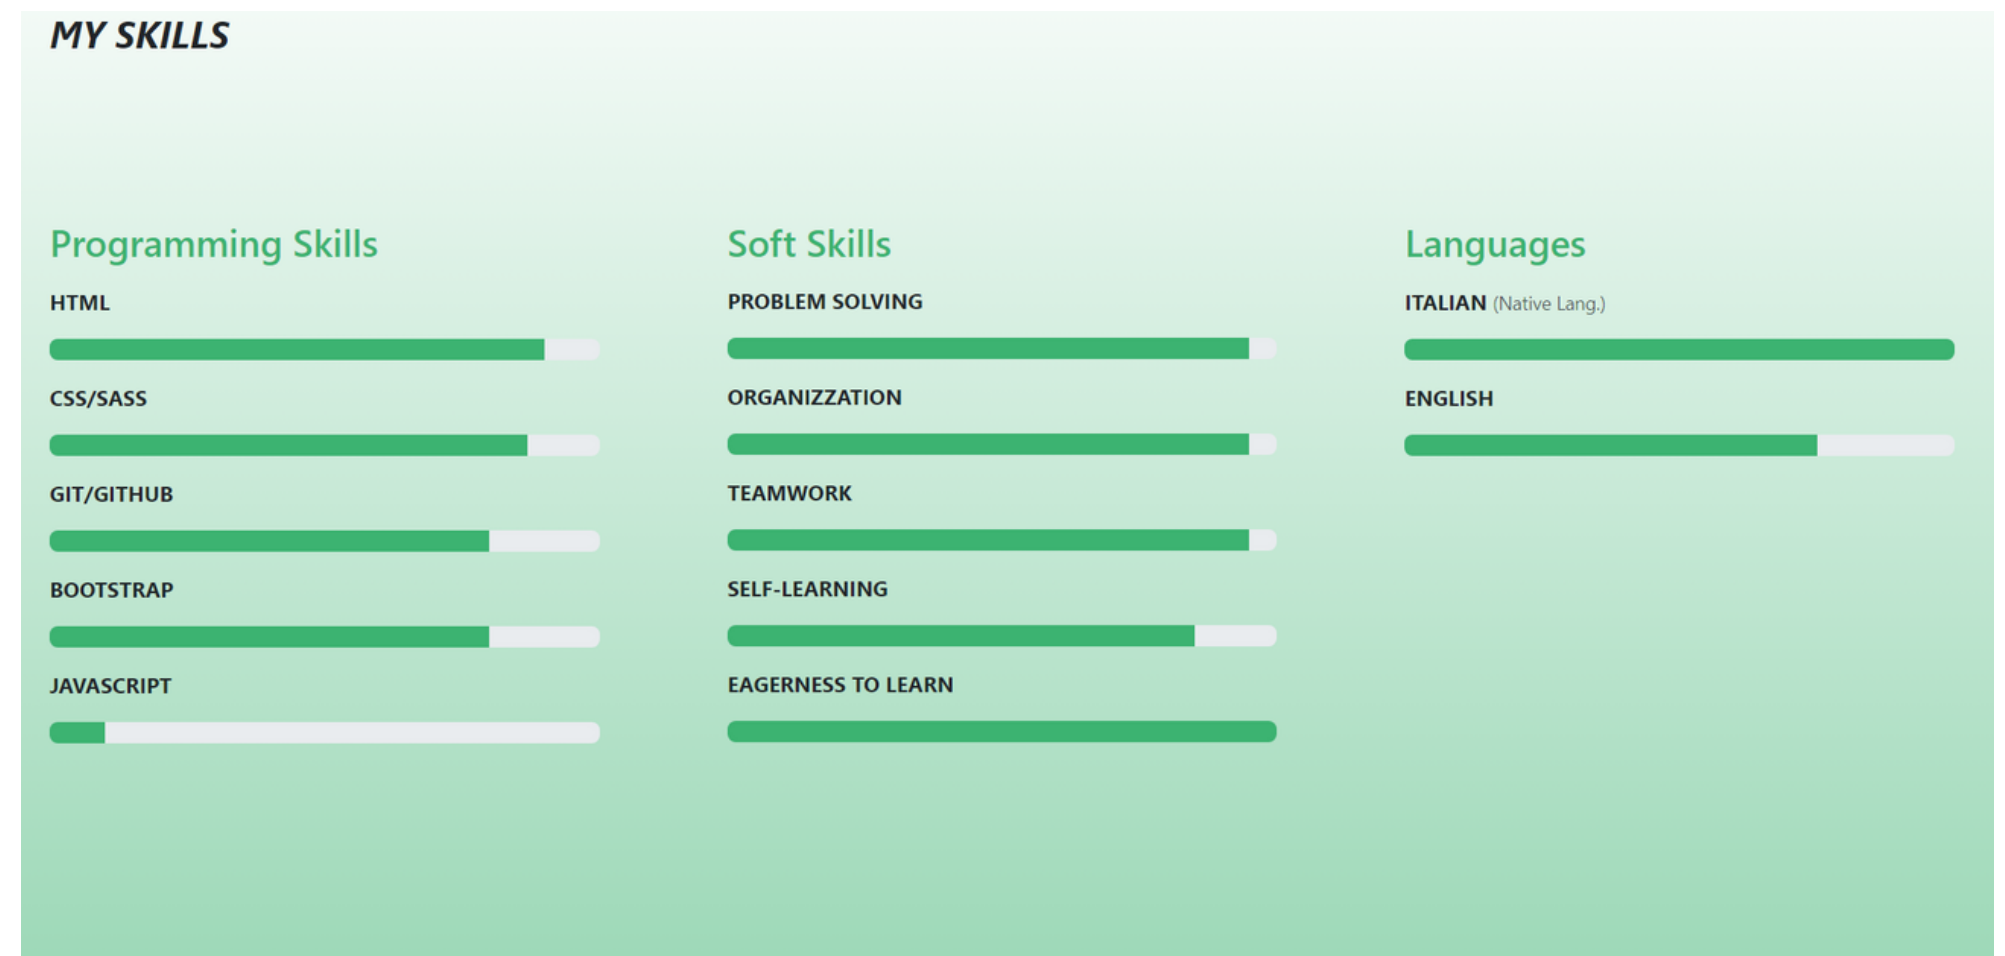 MY SKILLS
Programming Skills
HTML
CSS/SASS
GIT/GITHUB
BOOTSTRAP
JAVASCRIPT
Soft Skills
PROBLEM SOLVING
ORGANIZZATION
TEAMWORK
SELF-LEARNING
EAGERNESS TO LEARN
Languages
ITALIAN (Native Lang.)
ENGLISH